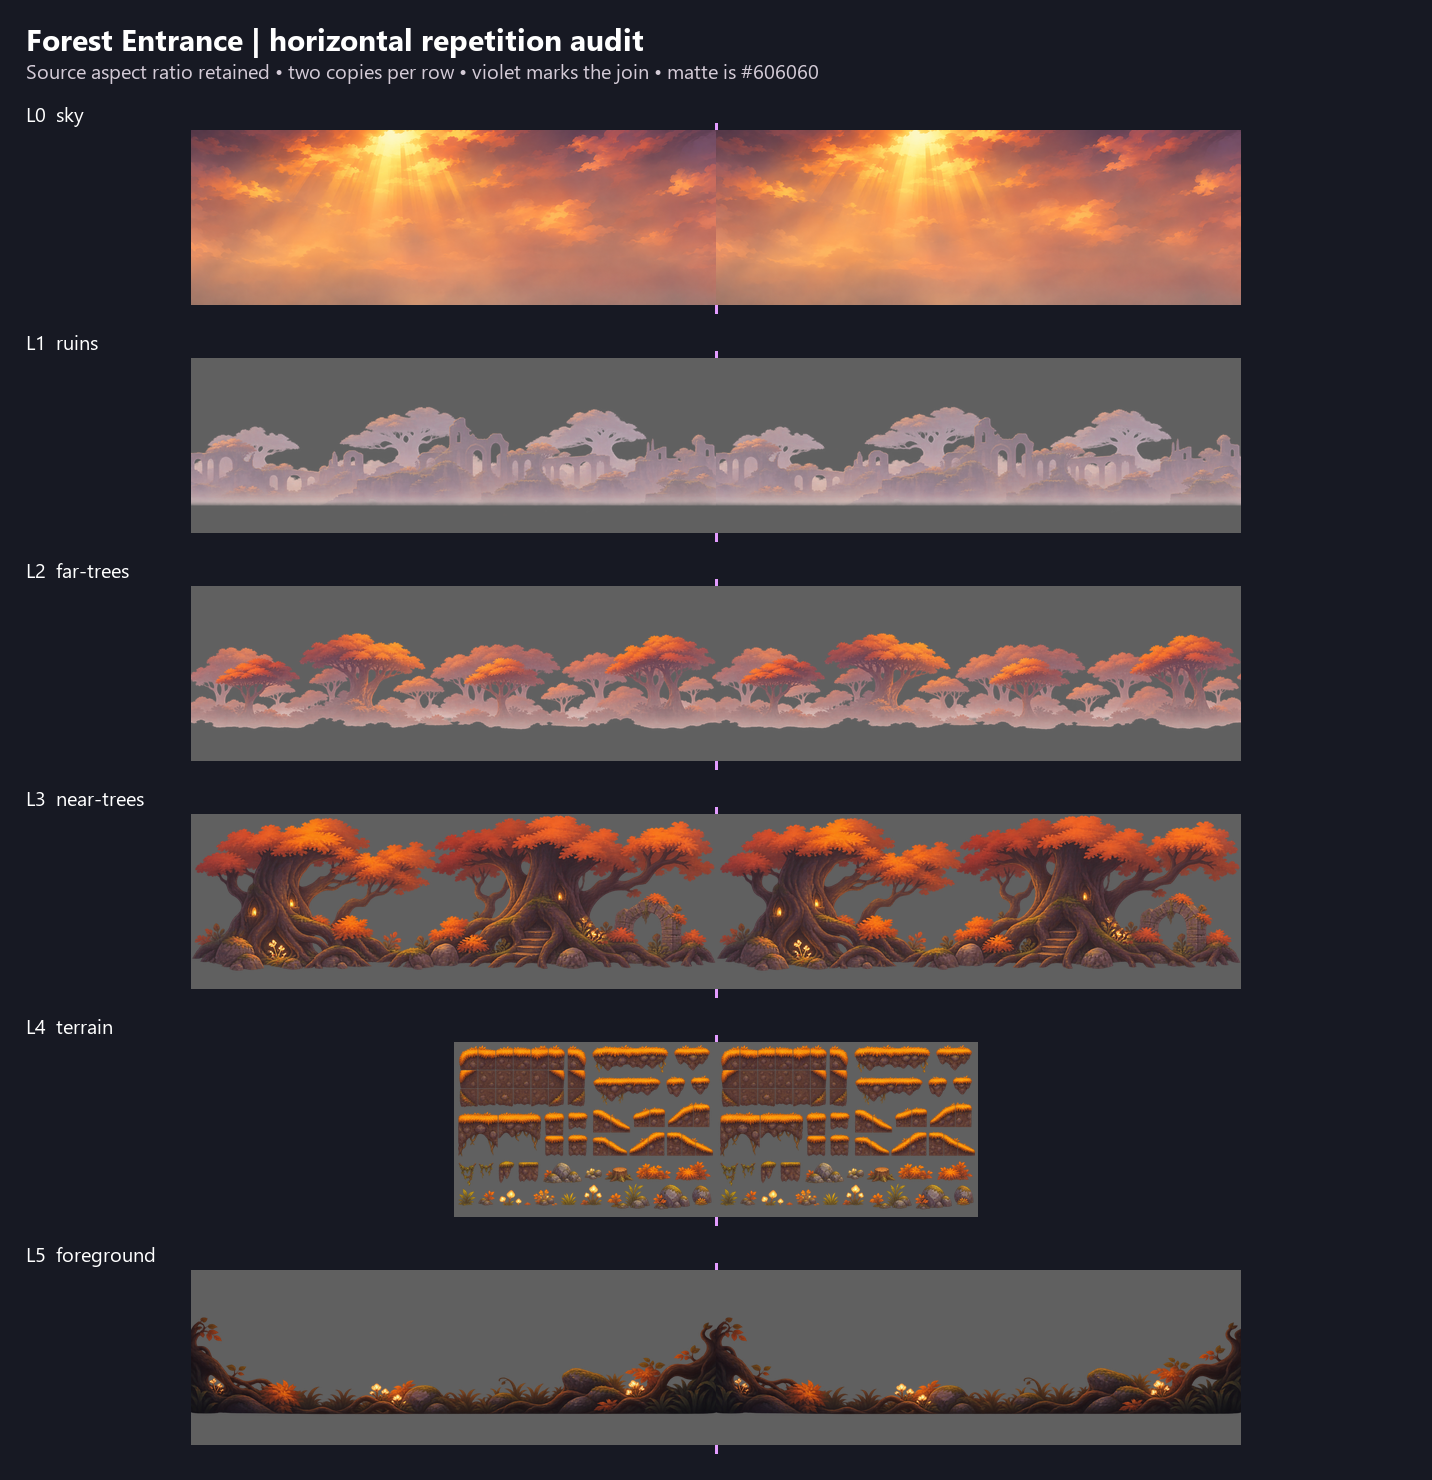 Forest Entrance | horizontal repetition audit
Source aspect ratio retained • two copies per row • violet marks the join • matte is #606060
L0 sky
L1 ruins
L2 far-trees
L3 near-trees
L4 terrain
L5 foreground